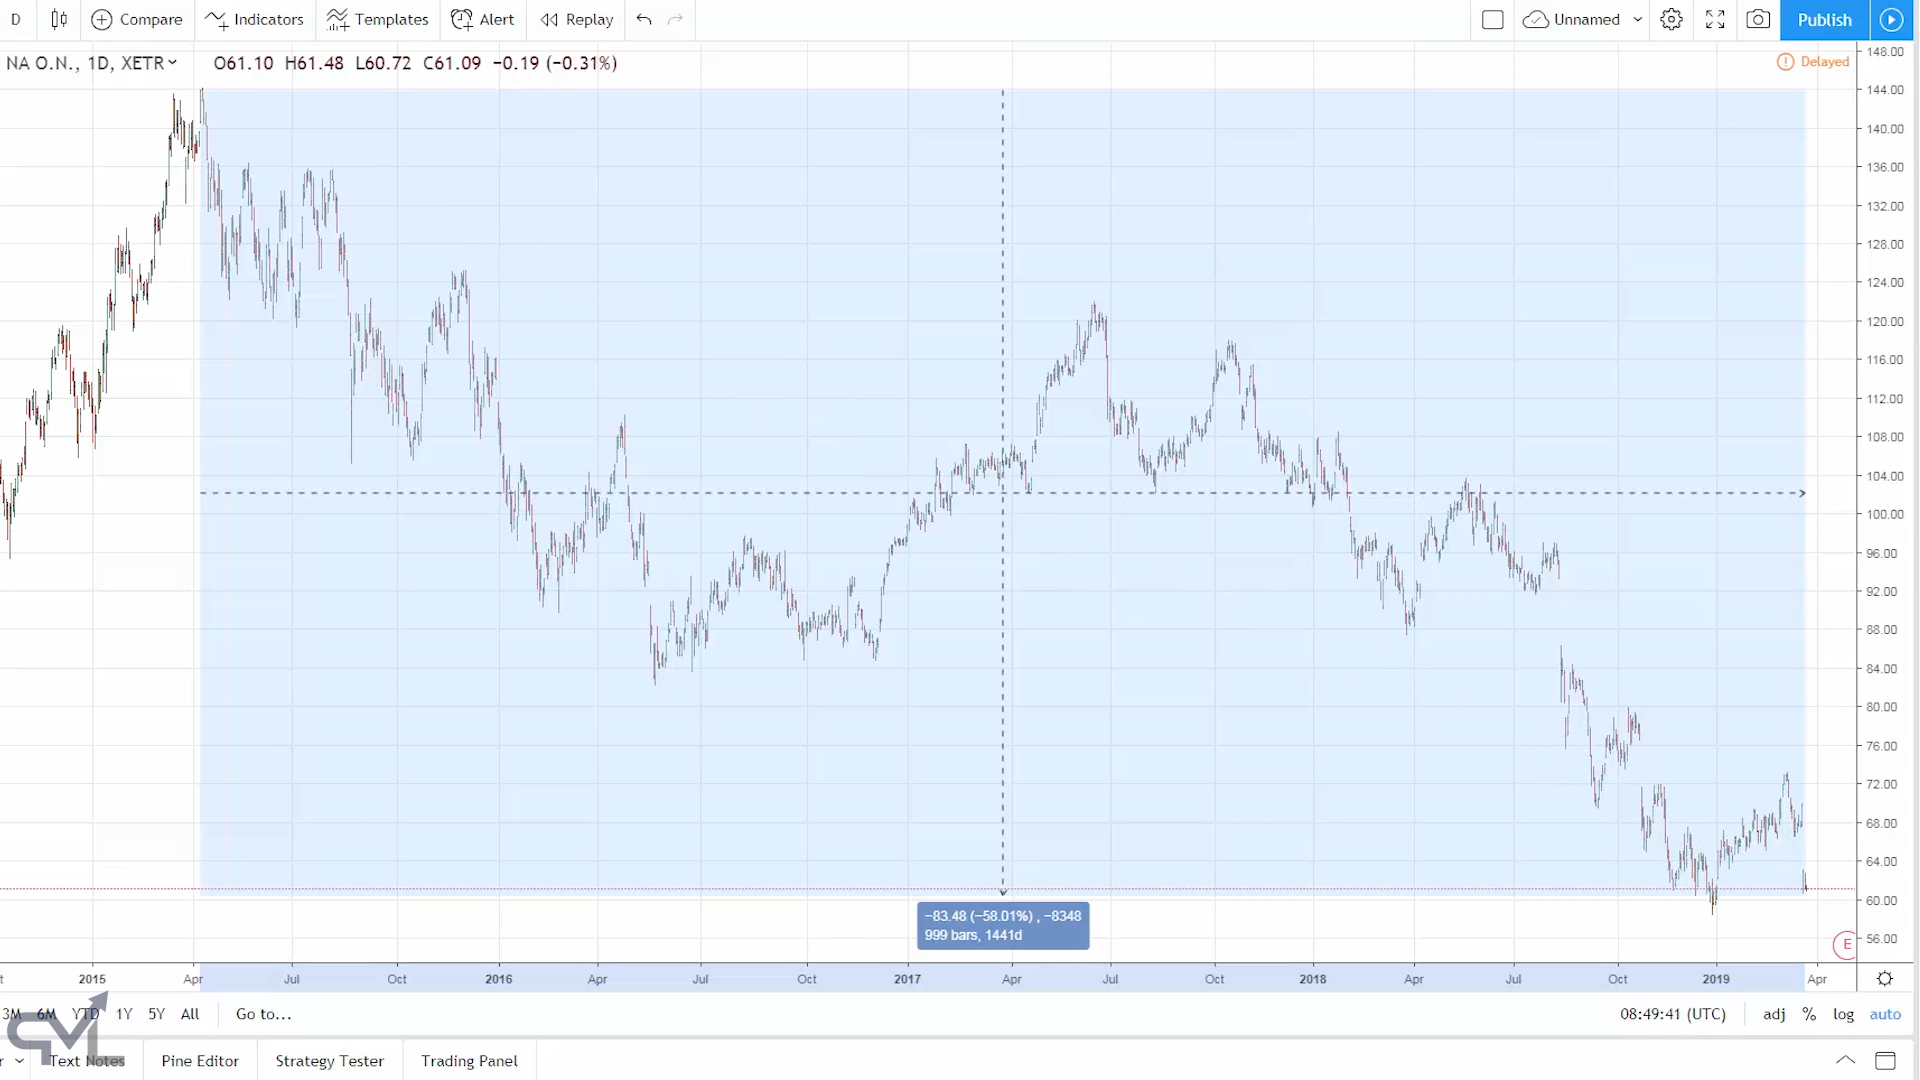 D Compare Indicators Templates Alert Replay Unnamed Publish
NA O.N., 1D, XETR O61.10 H61.48 L60.72 C61.09 −0.19 (−0.31%)
Delayed
148.00
144.00
140.00
136.00
132.00
128.00
124.00
120.00
116.00
112.00
108.00
104.00
100.00
96.00
92.00
88.00
84.00
80.00
76.00
72.00
68.00
64.00
60.00
56.00
−83.48 (−58.01%) , −8348
999 bars, 1441d
E
2015 Apr Jul Oct 2016 Apr Jul Oct 2017 Apr Jul Oct 2018 Apr Jul Oct 2019 Apr
3M 6M YTD 1Y 5Y All Go to... 08:49:41 (UTC) adj % log auto
Text Notes Pine Editor Strategy Tester Trading Panel